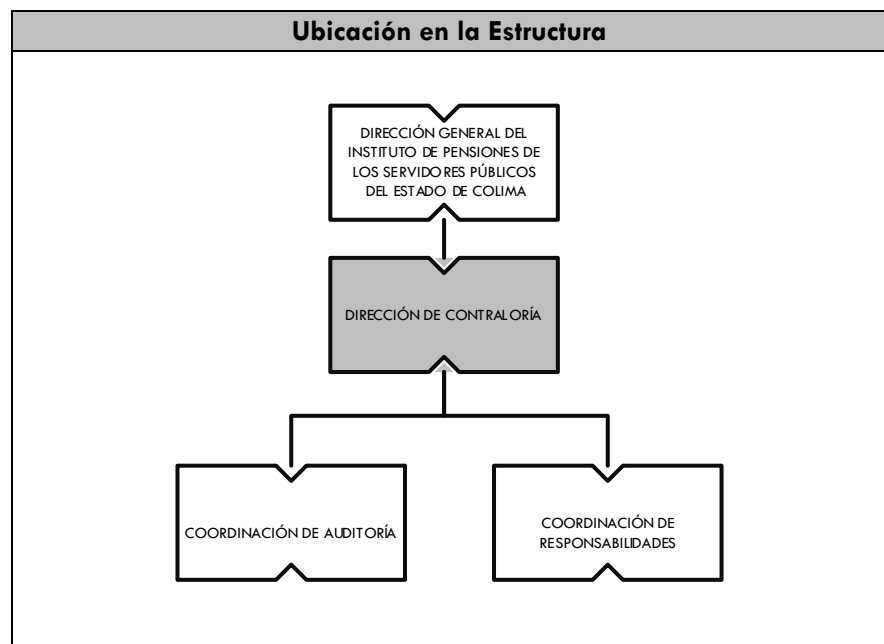 Ubicación en la Estructura
DIRECCIÓN GENERAL DEL
INSTITUTO DE PENSIONES DE
LOS SERVIDORES PÚBLICOS
DEL ESTADO DE COLIMA
DIRECCIÓN DE CONTRALORÍA
COORDINACIÓN DE AUDITORÍA
COORDINACIÓN DE
RESPONSABILIDADES